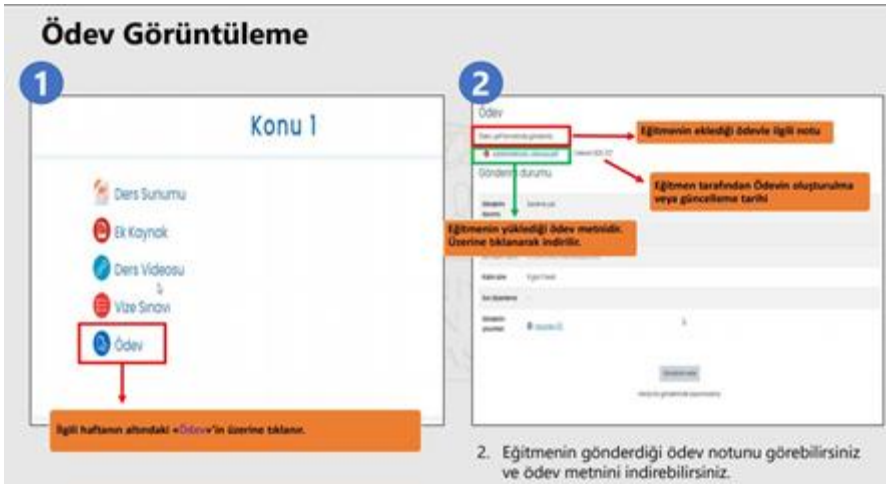 Ödev Görüntüleme
1
Konu 1
Ders Sunumu
Ek Kaynak
Ders Videosu
Vize Sınavı
Ödev
İlgili haftanın altındaki «Ödev»'in üzerine tıklanır.
2
Ödev
Eğitmenin eklediği ödevle ilgili notu
Gönderim durumu
Eğitmen tarafından Ödevin oluşturulma
veya güncelleme tarihi
Eğitmenin yüklediği ödev metnidir.
Üzerine tıklanarak indirilir.
2. Eğitmenin gönderdiği ödev notunu görebilirsiniz
ve ödev metnini indirebilirsiniz.